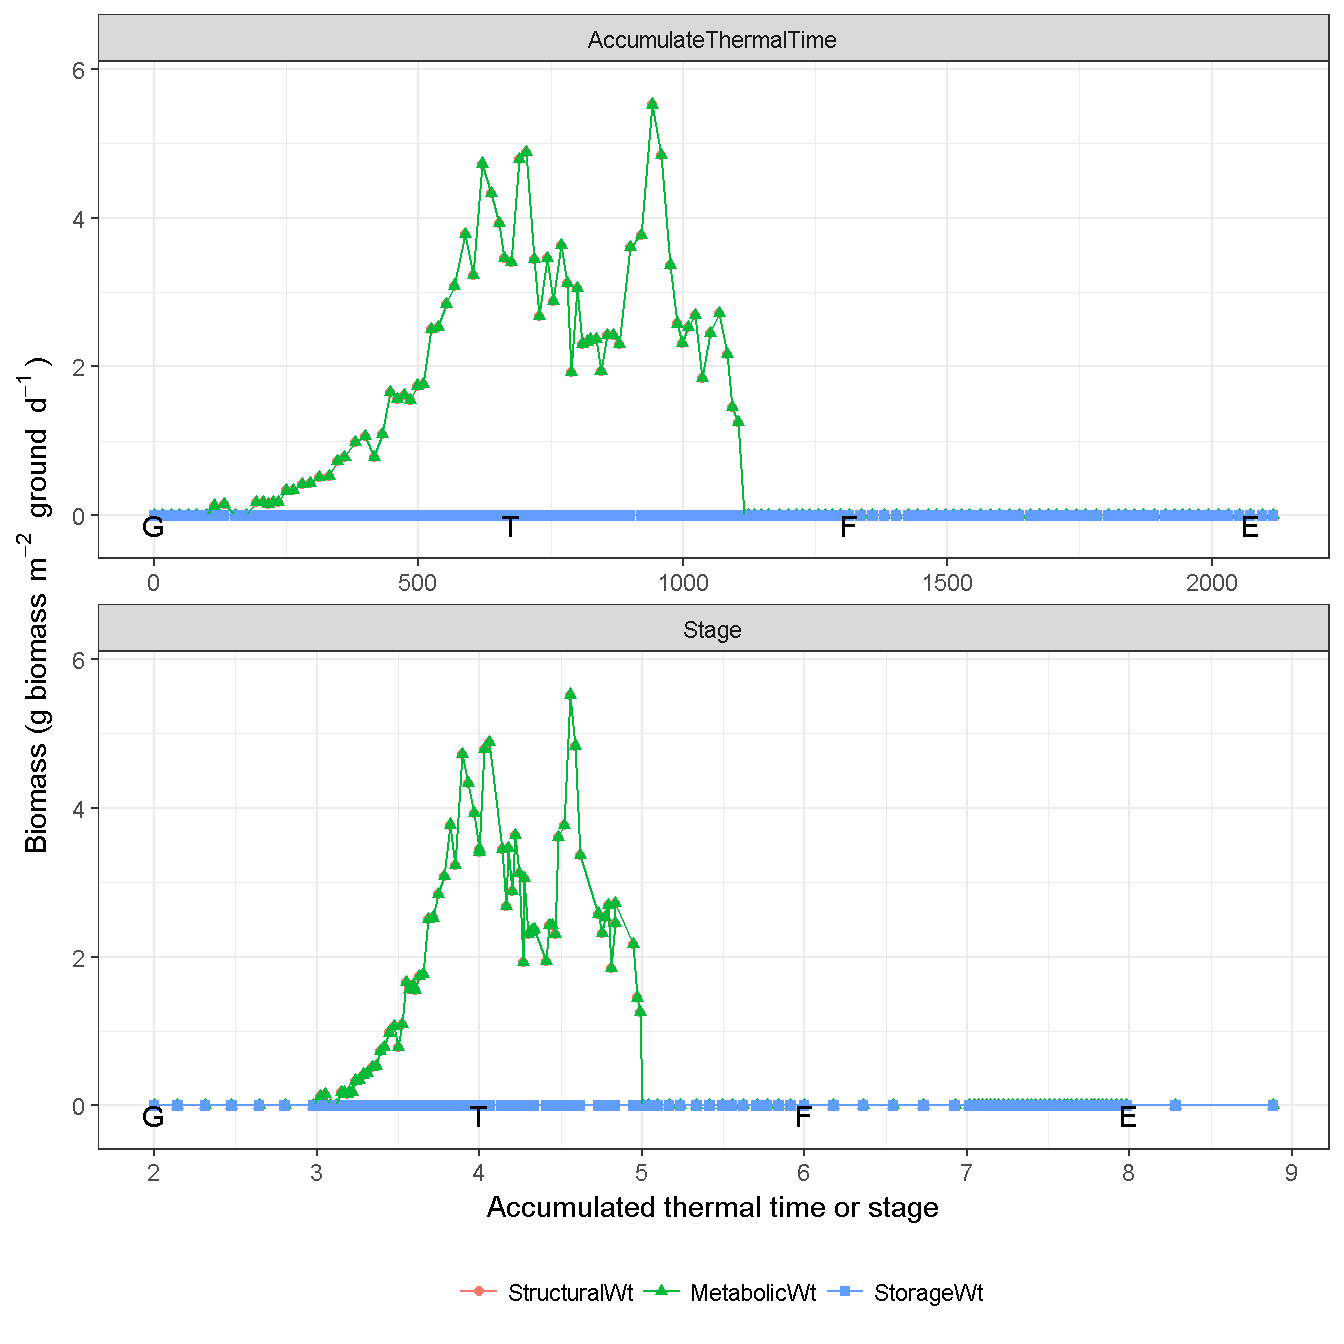 AccumulateThermalTime
6
4
2
0
G T F E
0 500 1000 1500 2000
Stage
6
4
2
0
G T F E
2 3 4 5 6 7 8 9
Biomass (g biomass m⁻² ground d⁻¹)
Accumulated thermal time or stage
StructuralWt MetabolicWt StorageWt